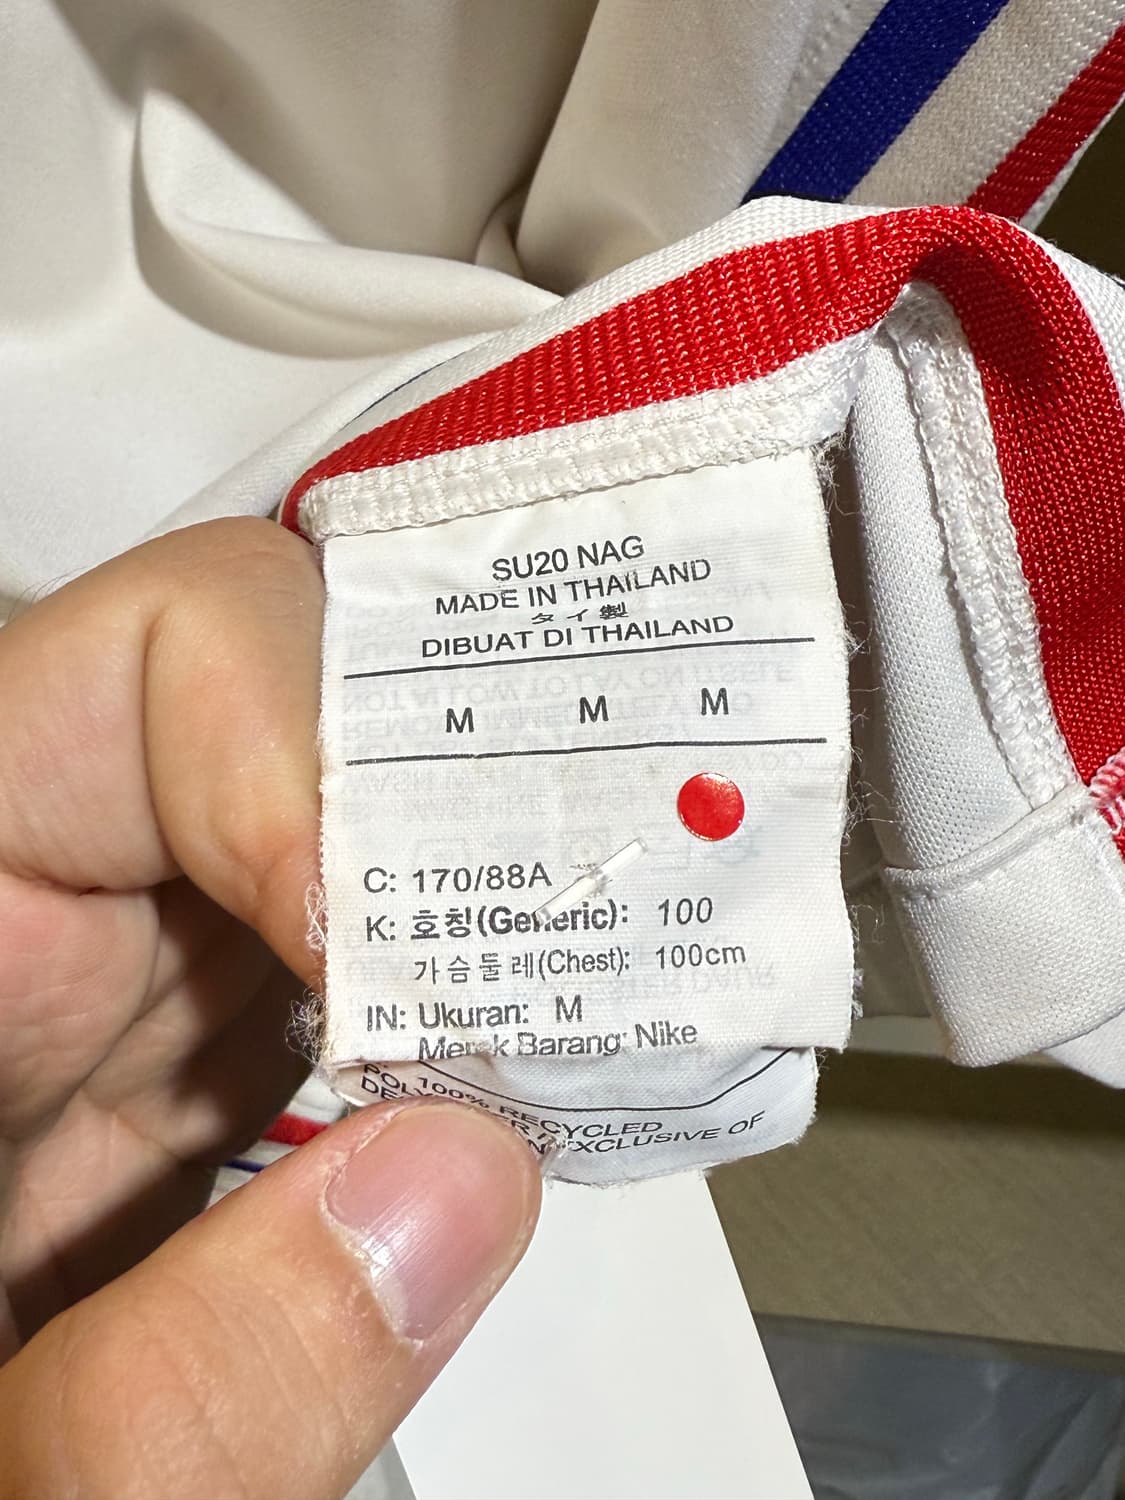 SU20 NAG
MADE IN THAILAND
タイ製
DIBUAT DI THAILAND
M M M
C: 170/88A
K: 호칭(Generic): 100
가슴둘레(Chest): 100cm
IN: Ukuran: M
Merek Barang: Nike
100% RECYCLED
EXCLUSIVE OF